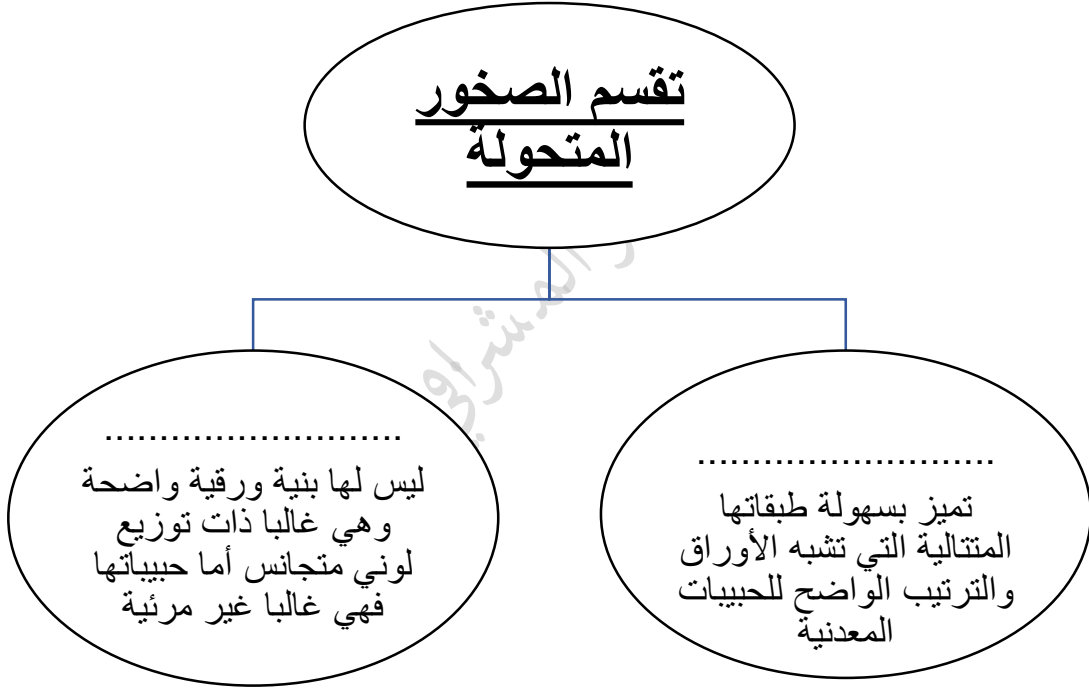 تقسم الصخور
المتحولة
...........................
تميز بسهولة طبقاتها
المتتالية التي تشبه الأوراق
والترتيب الواضح للحبيبات
المعدنية
...........................
ليس لها بنية ورقية واضحة
وهي غالبا ذات توزيع
لوني متجانس أما حبيباتها
فهي غالبا غير مرئية